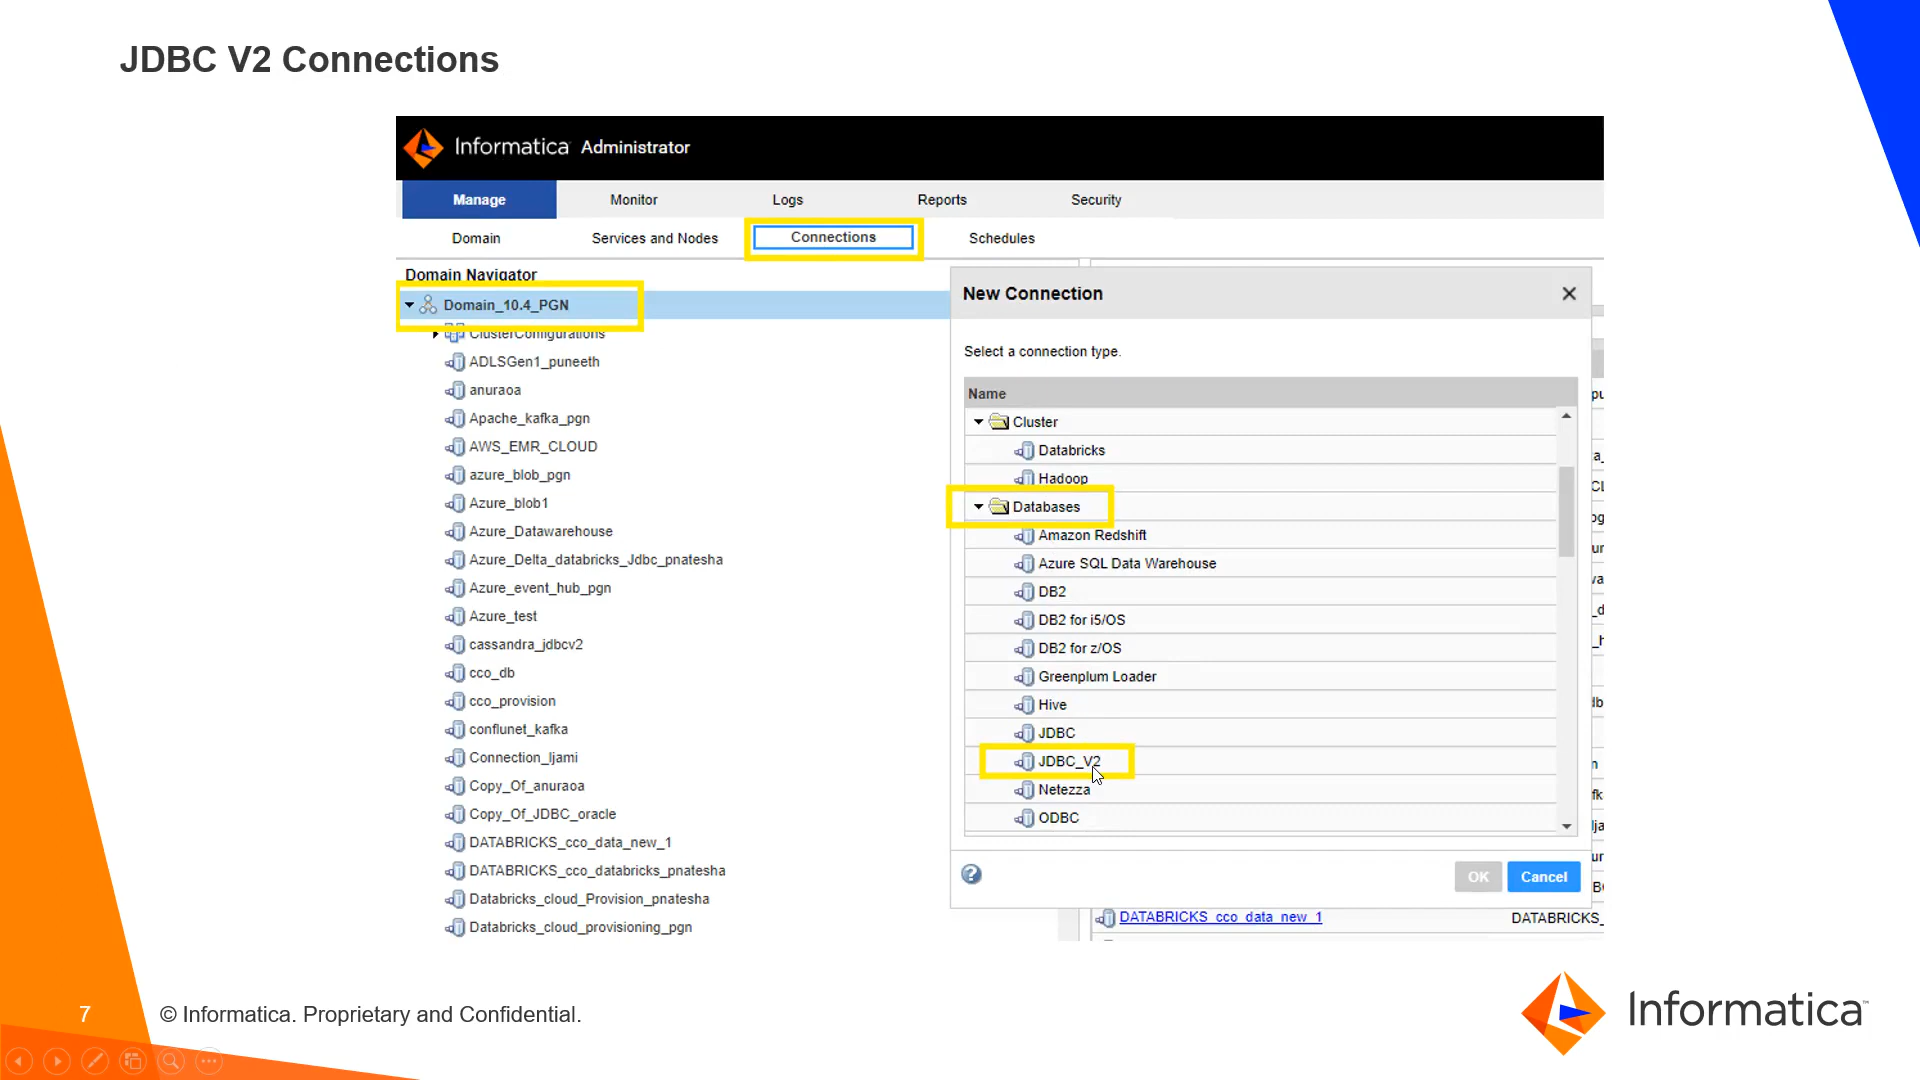 JDBC V2 Connections
Informatica Administrator
Manage Monitor Logs Reports Security
Domain Services and Nodes Connections Schedules
Domain Navigator
Domain_10.4_PGN
ClusterConfigurations
ADLSGen1_puneeth
anuraoa
Apache_kafka_pgn
AWS_EMR_CLOUD
azure_blob_pgn
Azure_blob1
Azure_Datawarehouse
Azure_Delta_databricks_Jdbc_pnatesha
Azure_event_hub_pgn
Azure_test
cassandra_jdbcv2
cco_db
cco_provision
conflunet_kafka
Connection_ljami
Copy_Of_anuraoa
Copy_Of_JDBC_oracle
DATABRICKS_cco_data_new_1
DATABRICKS_cco_databricks_pnatesha
Databricks_cloud_Provision_pnatesha
Databricks_cloud_provisioning_pgn
New Connection
Select a connection type.
Name
Cluster
Databricks
Hadoop
Databases
Amazon Redshift
Azure SQL Data Warehouse
DB2
DB2 for i5/OS
DB2 for z/OS
Greenplum Loader
Hive
JDBC
JDBC_V2
Netezza
ODBC
OK Cancel
DATABRICKS_cco_data_new_1 DATABRICKS_
7 © Informatica. Proprietary and Confidential.
Informatica™